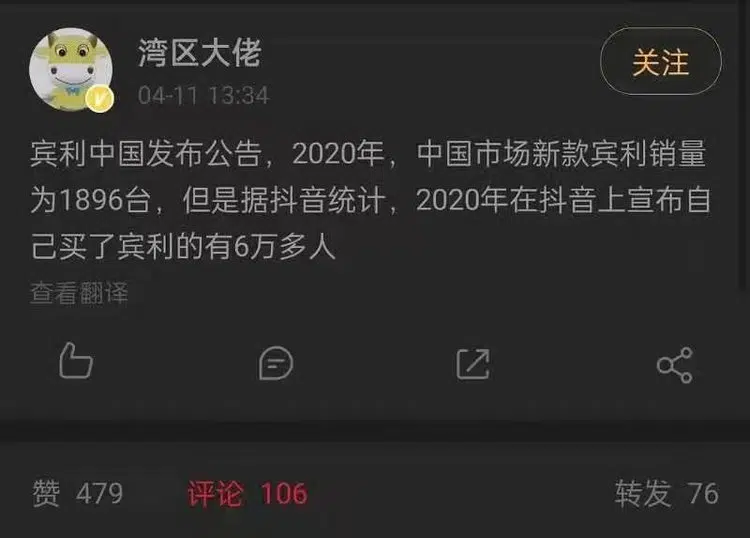 湾区大佬
关注
04-11 13:34
宾利中国发布公告，2020年，中国市场新款宾利销量
为1896台，但是据抖音统计，2020年在抖音上宣布自
己买了宾利的有6万多人
查看翻译
赞 479 评论 106 转发 76